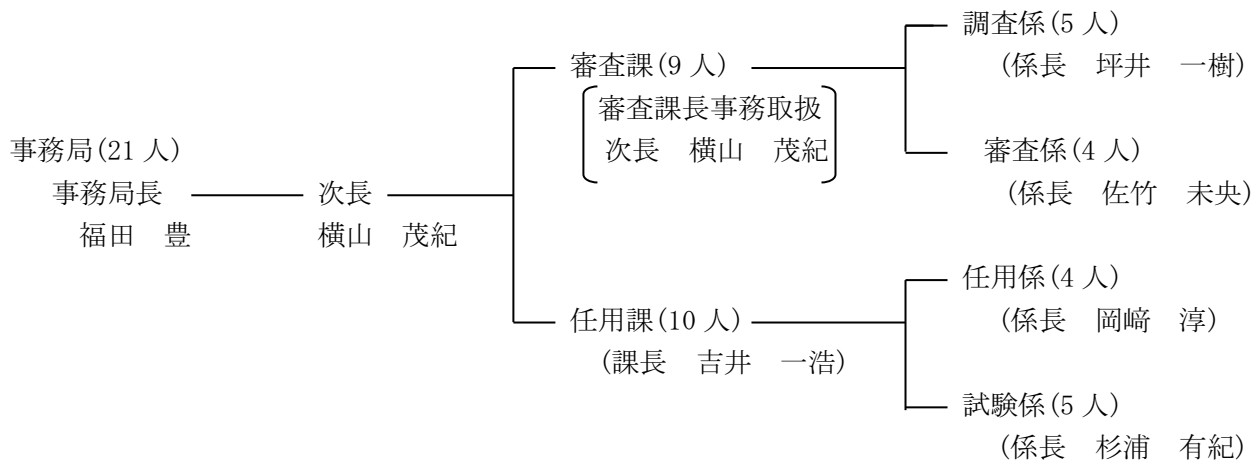 事務局(21 人)
事務局長
福田 豊
次長
横山 茂紀
審査課(9 人)
審査課長事務取扱
次長 横山 茂紀
調査係(5 人)
(係長 坪井 一樹)
審査係(4 人)
(係長 佐竹 未央)
任用課(10 人)
(課長 吉井 一浩)
任用係(4 人)
(係長 岡﨑 淳)
試験係(5 人)
(係長 杉浦 有紀)